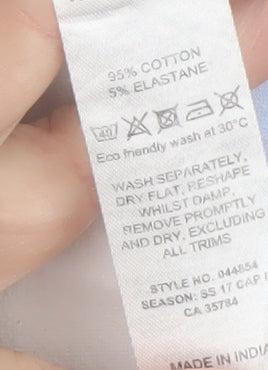 95% COTTON
5% ELASTANE
40
Eco friendly wash at 30°C
WASH SEPARATELY,
DRY FLAT, RESHAPE
WHILST DAMP,
REMOVE PROMPTLY
AND DRY, EXCLUDING
ALL TRIMS
STYLE NO. 044854
SEASON: SS 17 CAP
CA 35784
MADE IN INDIA